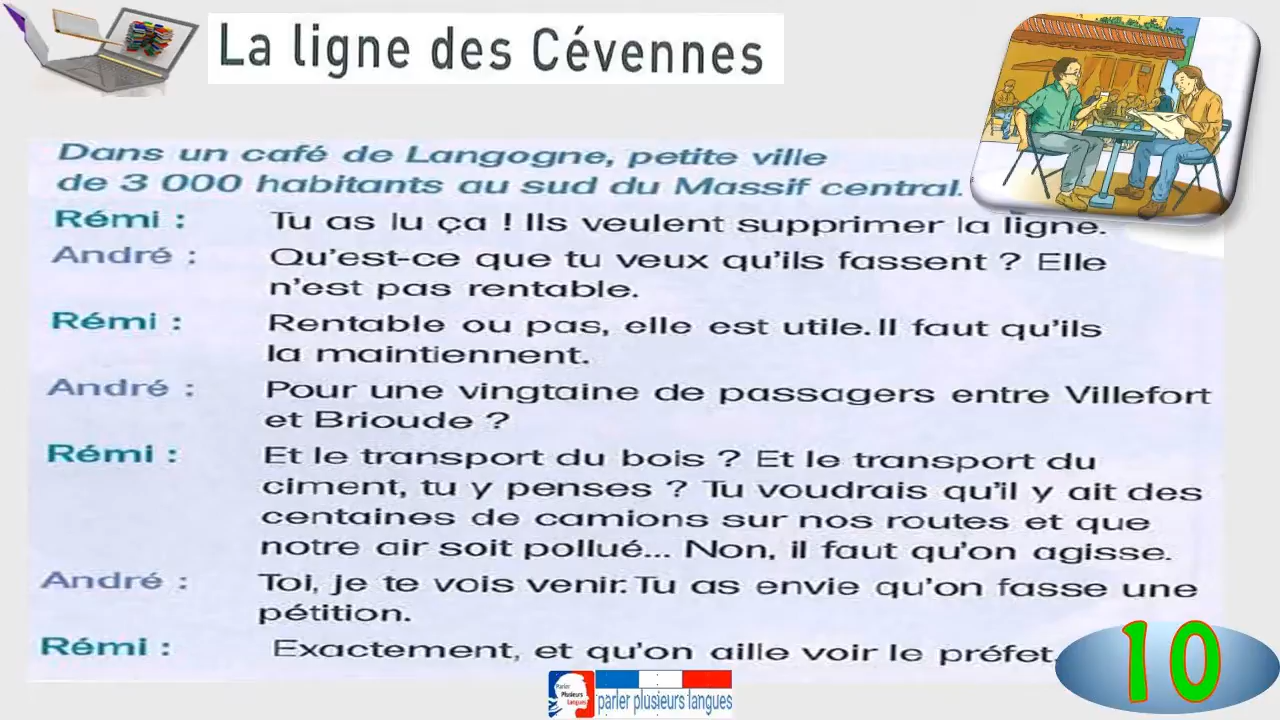 La ligne des Cévennes
Dans un café de Langogne, petite ville
de 3 000 habitants au sud du Massif central.
Rémi : Tu as lu ça ! Ils veulent supprimer la ligne.
André : Qu'est-ce que tu veux qu'ils fassent ? Elle
n'est pas rentable.
Rémi : Rentable ou pas, elle est utile. Il faut qu'ils
la maintiennent.
André : Pour une vingtaine de passagers entre Villefort
et Brioude ?
Rémi : Et le transport du bois ? Et le transport du
ciment, tu y penses ? Tu voudrais qu'il y ait des
centaines de camions sur nos routes et que
notre air soit pollué... Non, il faut qu'on agisse.
André : Toi, je te vois venir. Tu as envie qu'on fasse une
pétition.
Rémi : Exactement, et qu'on aille voir le préfet.
10
Parler
Plusieurs
Langues
parler plusieurs langues